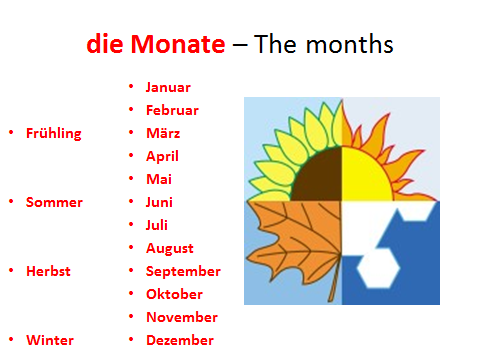 die Monate – The months
• Januar
• Februar
• Frühling • März
• April
• Mai
• Sommer • Juni
• Juli
• August
• Herbst • September
• Oktober
• November
• Winter • Dezember